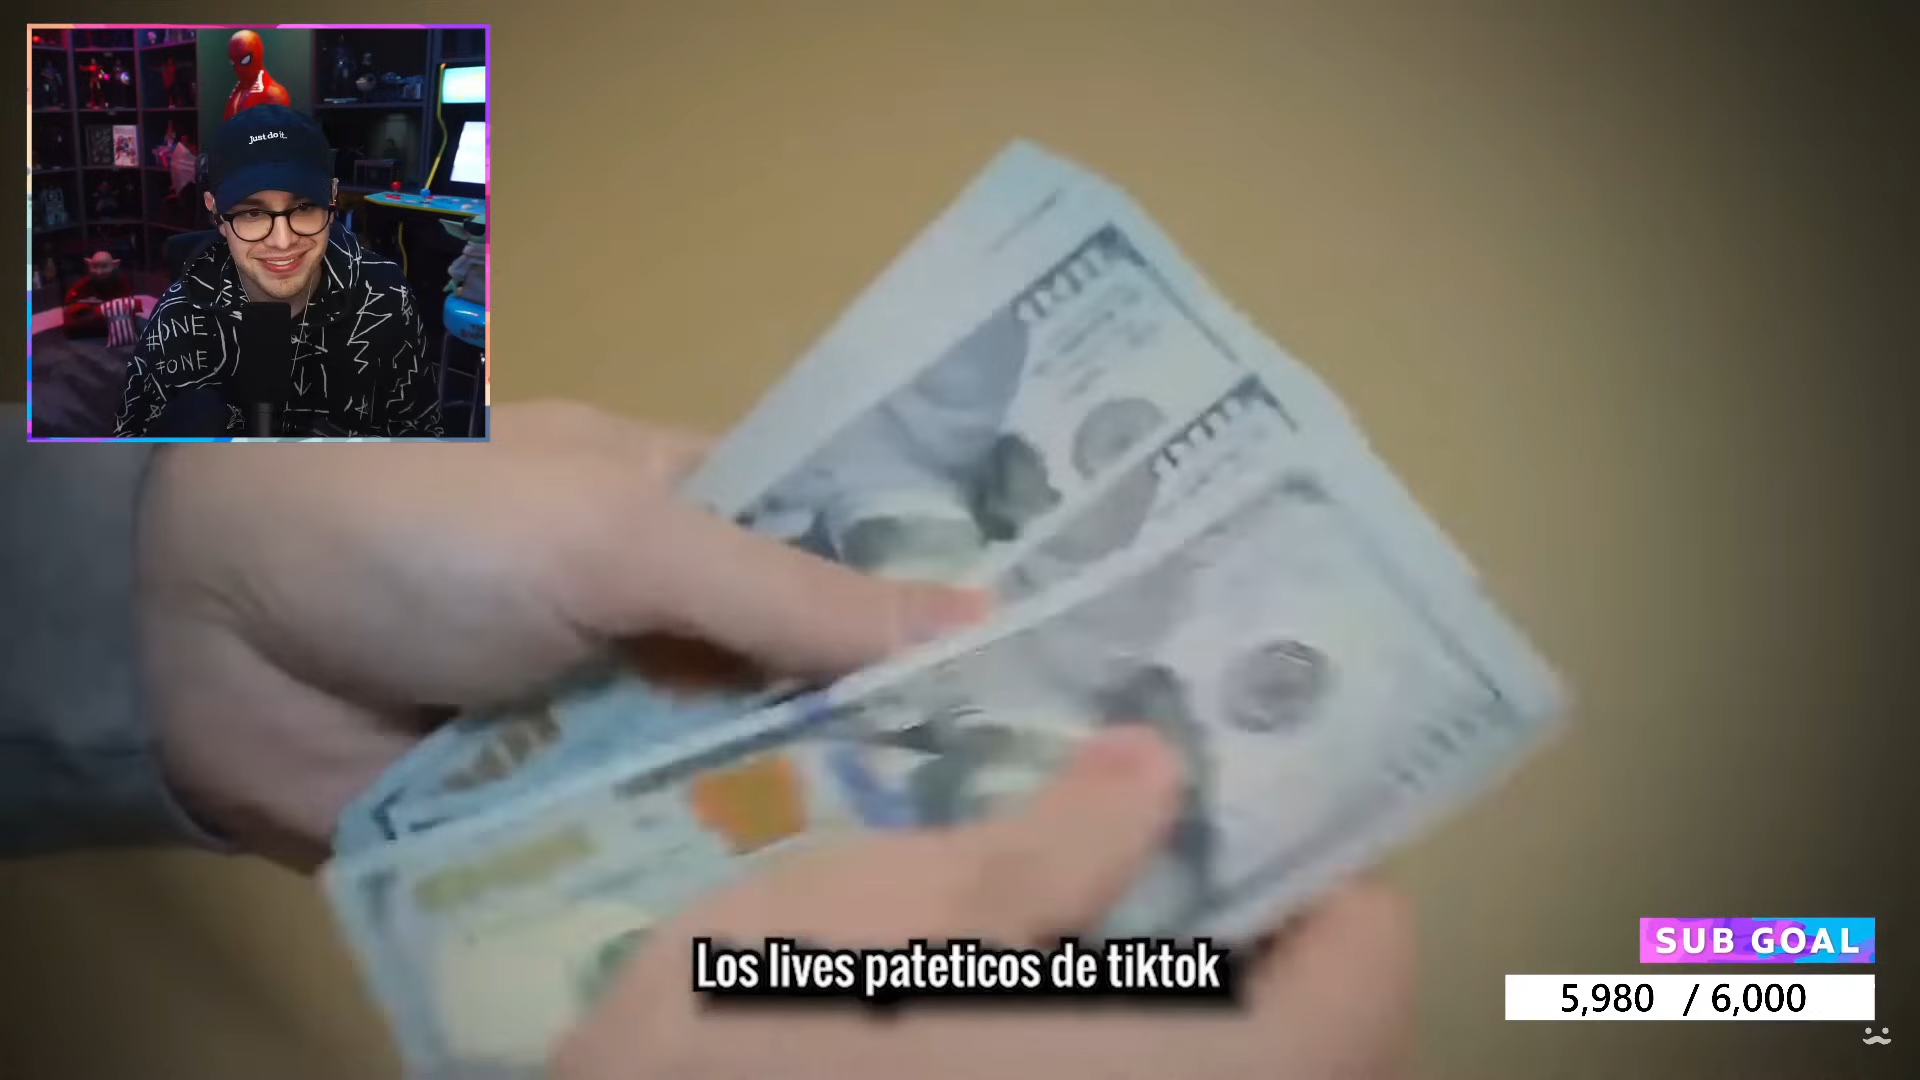 Just do it.
#ONE
#ONE
Los lives pateticos de tiktok
SUB GOAL
5,980 / 6,000